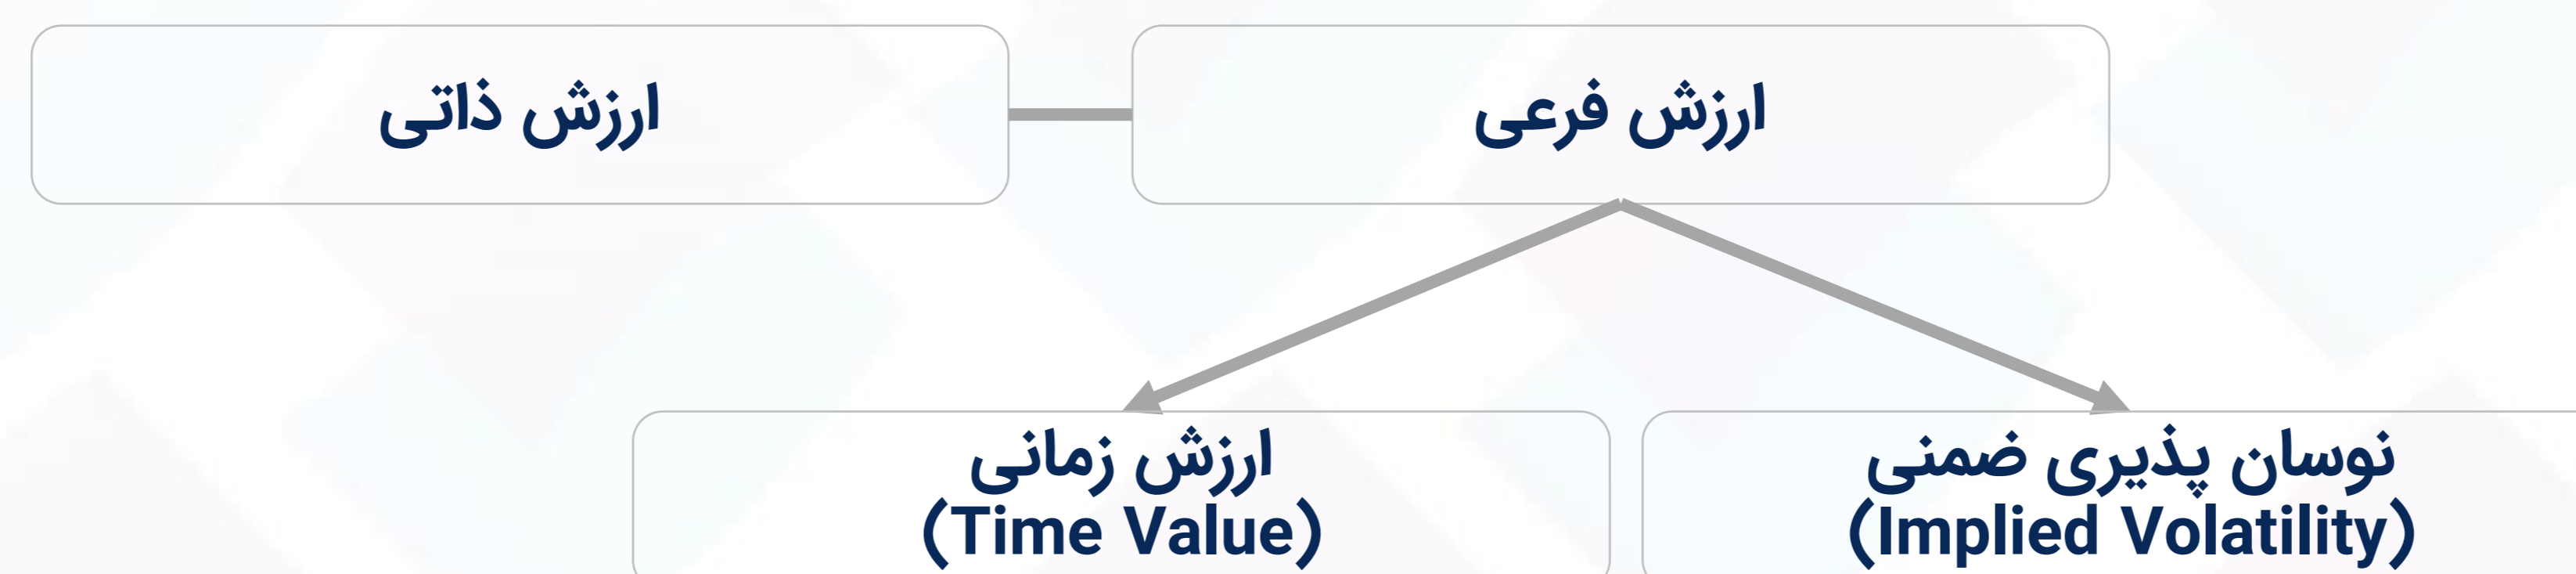 ارزش فرعی
ارزش ذاتی
نوسان پذیری ضمنی
(Implied Volatility)
ارزش زمانی
(Time Value)